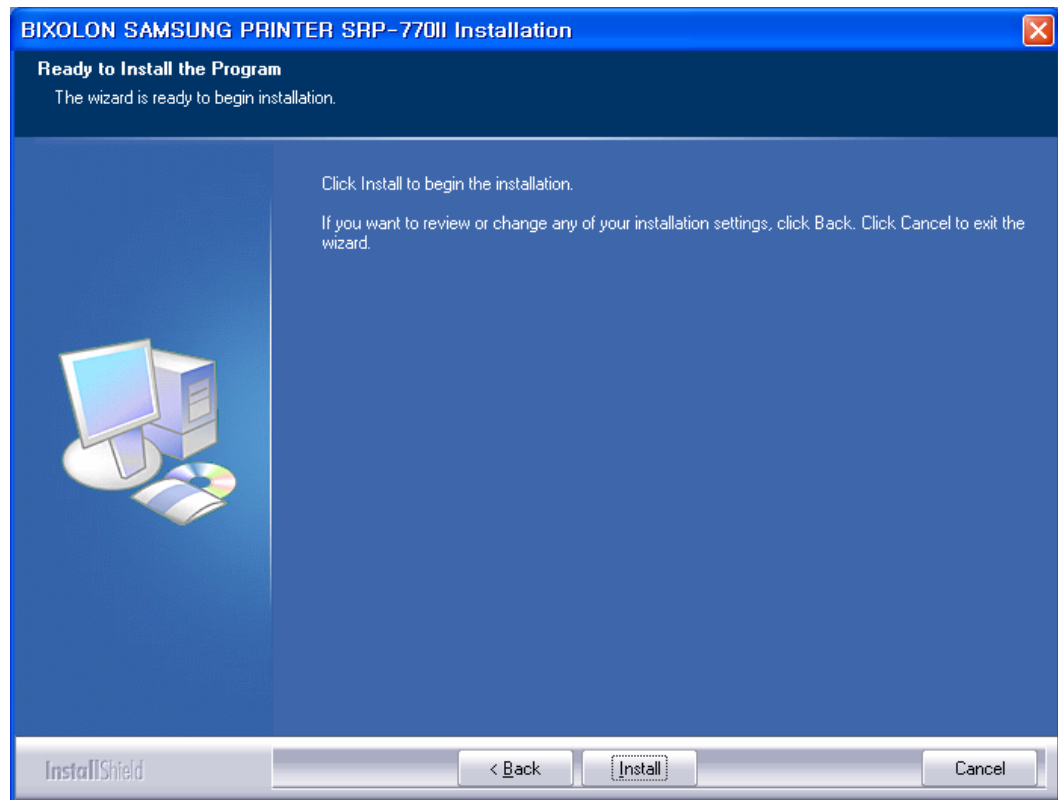 BIXOLON SAMSUNG PRINTER SRP-770II Installation
Ready to Install the Program
The wizard is ready to begin installation.
Click Install to begin the installation.
If you want to review or change any of your installation settings, click Back. Click Cancel to exit the
wizard.
InstallShield
< Back
Install
Cancel